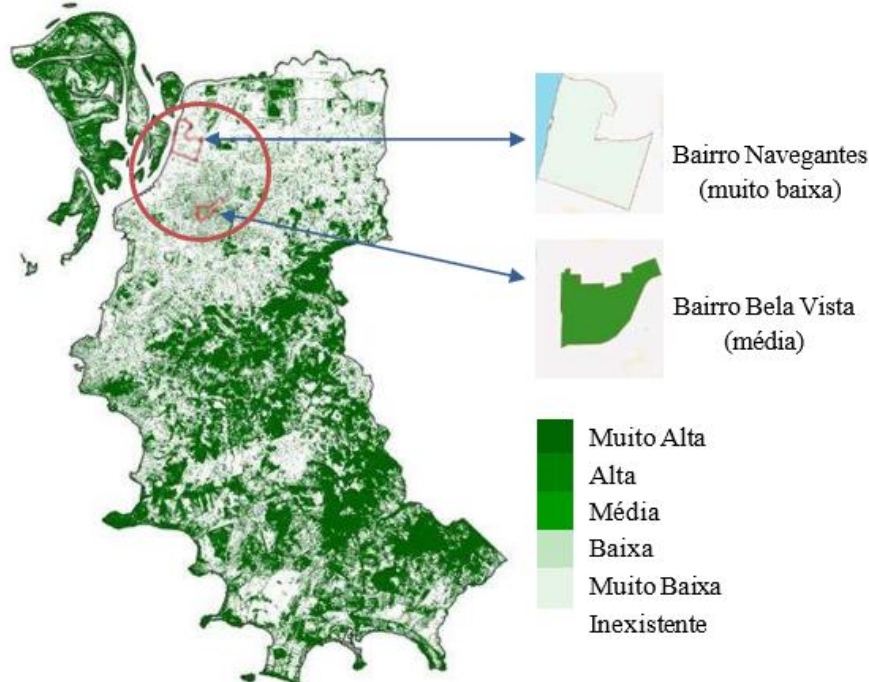 Bairro Navegantes
(muito baixa)
Bairro Bela Vista
(média)
Muito Alta
Alta
Média
Baixa
Muito Baixa
Inexistente